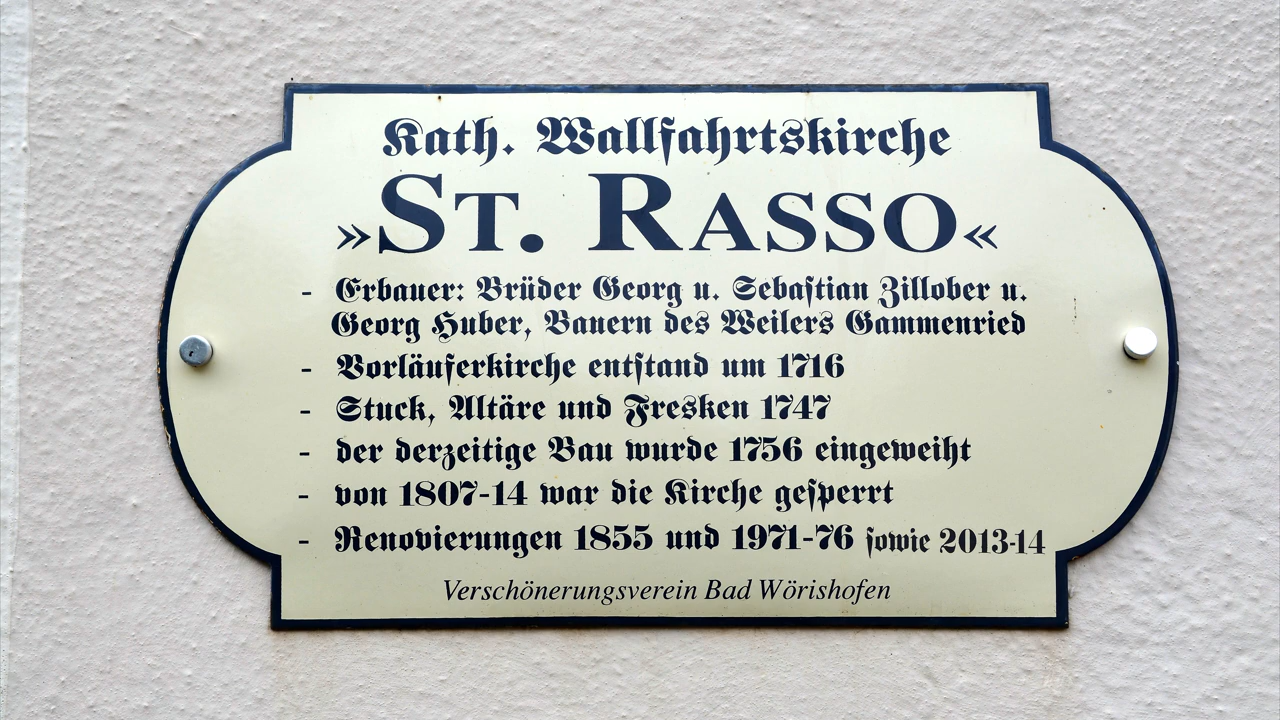 Kath. Wallfahrtskirche
»ST. RASSO«
- Erbauer: Brüder Georg u. Sebaſtian Zillober u.
Georg Huber, Bauern des Weilers Gammenried
- Vorläuferkirche entſtand um 1716
- Stuck, Altäre und Fresken 1747
- der derzeitige Bau wurde 1756 eingeweiht
- von 1807-14 war die Kirche geſperrt
- Renovierungen 1855 und 1971-76 ſowie 2013-14
Verschönerungsverein Bad Wörishofen